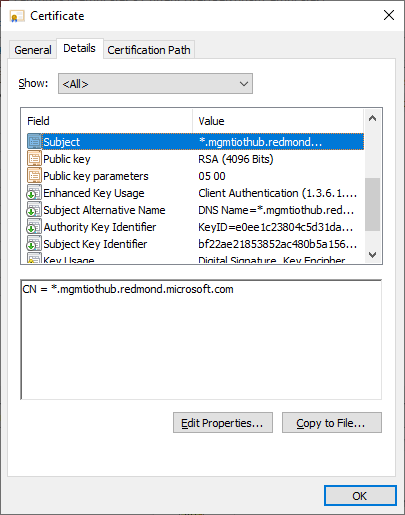 Certificate
General Details Certification Path
Show: <All>
Field Value
Subject *.mgmtiothub.redmond...
Public key RSA (4096 Bits)
Public key parameters 05 00
Enhanced Key Usage Client Authentication (1.3.6.1....
Subject Alternative Name DNS Name=*.mgmtiothub.red...
Authority Key Identifier KeyID=e0ee1c23804c5d31da...
Subject Key Identifier bf22ae21853852ac480b5a156...
Key Usage Digital Signature, Key Encipher
CN = *.mgmtiothub.redmond.microsoft.com
Edit Properties... Copy to File...
OK